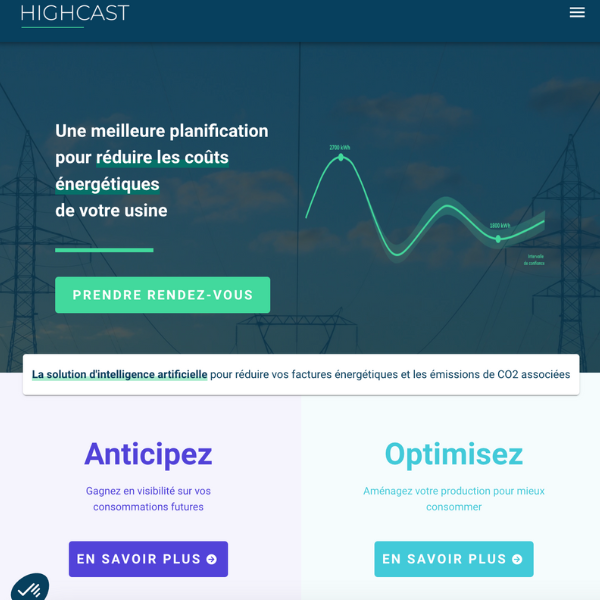 HIGHCAST
Une meilleure planification
pour réduire les coûts
énergétiques
de votre usine
2700 kWh
1800 kWh
Intervalle
de confiance
PRENDRE RENDEZ-VOUS
La solution d'intelligence artificielle pour réduire vos factures énergétiques et les émissions de CO2 associées
Anticipez
Gagnez en visibilité sur vos
consommations futures
EN SAVOIR PLUS
Optimisez
Aménagez votre production pour mieux
consommer
EN SAVOIR PLUS